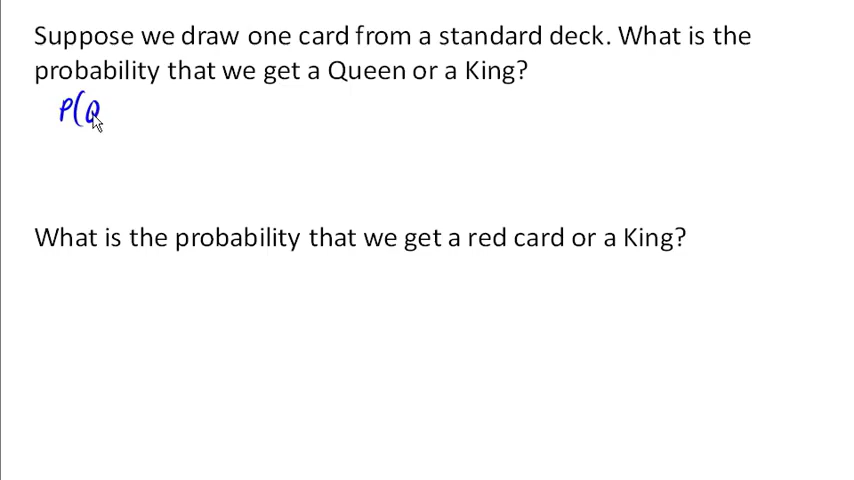 Suppose we draw one card from a standard deck. What is the
probability that we get a Queen or a King?
P(Q
What is the probability that we get a red card or a King?